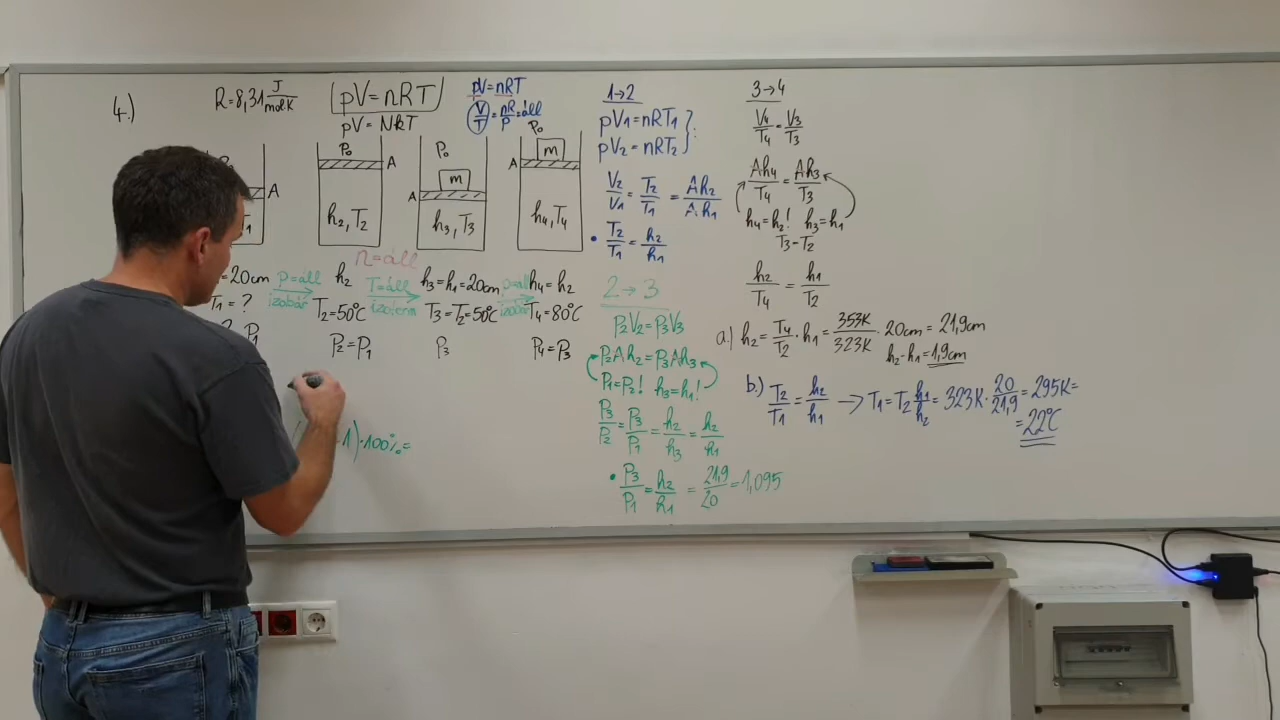 4.)
R=8,31 J/molK
pV=nRT
pV=NkT
pV=nRT
V/T=nR/p=áll
P₀
A
h₂,T₂
P₀
m
A
h₃,T₃
P₀
m
A
h₄,T₄
A
n=áll
=20cm
p=áll
izobár
h₂
T=áll
izoterm
h₃=h₁=20cm
izobár
h₄=h₂
T₁=?
T₂=50°C
T₃=T₂=50°C
T₄=80°C
P₁
P₂=P₁
P₃
P₄=P₃
1)·100%=
1→2
pV₁=nRT₁
pV₂=nRT₂ } :
V₂/V₁=T₂/T₁=Ah₂/Ah₁
• T₂/T₁=h₂/h₁
2→3
P₂V₂=P₃V₃
P₂Ah₂=P₃Ah₃
P₁=P₂! h₃=h₁!
P₃/P₂=P₃/P₁=h₂/h₃=h₂/h₁
• P₃/P₁=h₂/h₁=21,9/20=1,095
3→4
V₄/T₄=V₃/T₃
Ah₄/T₄=Ah₃/T₃
h₄=h₂! h₃=h₁
T₃-T₂
h₂/T₄=h₁/T₂
a.) h₂=T₄/T₂·h₁=353K/323K·20cm=21,9cm
h₂-h₁=1,9cm
b.) T₂/T₁=h₂/h₁→T₁=T₂h₁/h₂=323K·20/21,9=295K=
=22°C